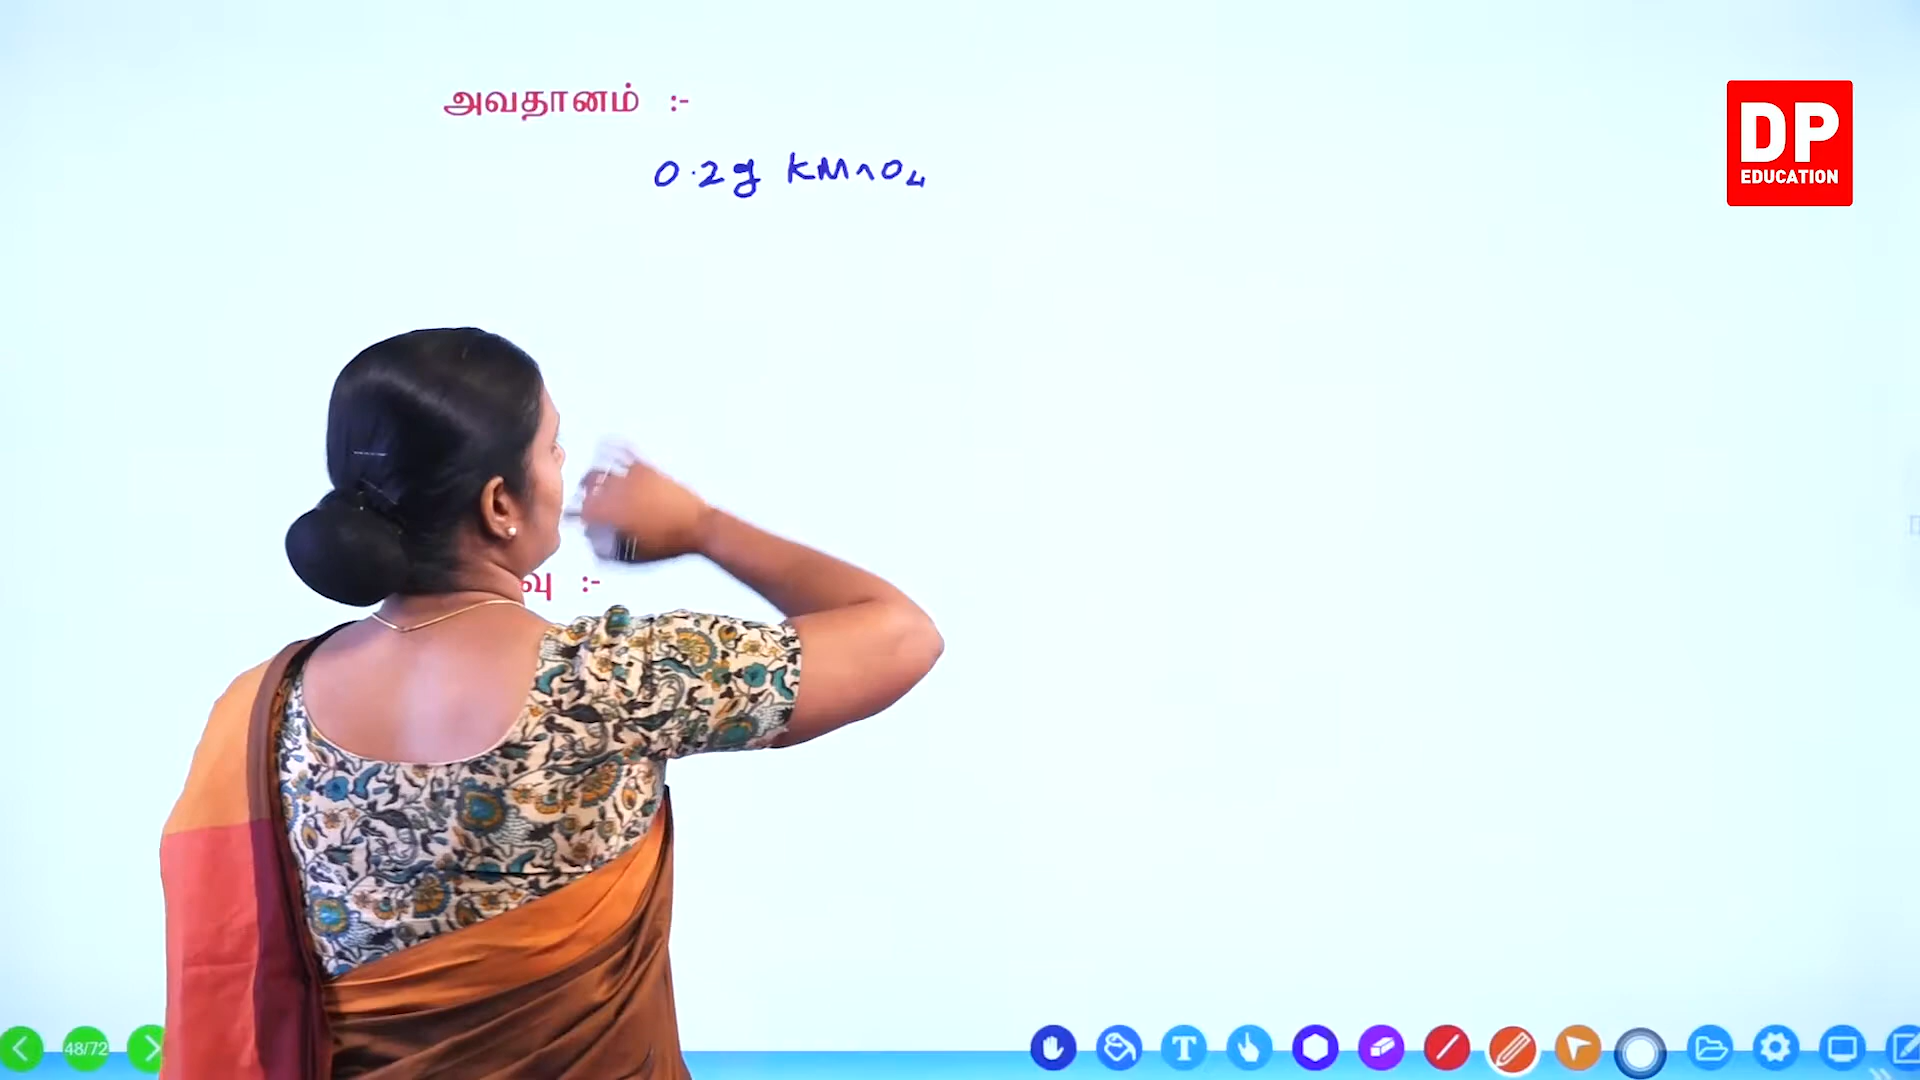 அவதானம் :-
DP
EDUCATION
0.2g KMnO4
வு :-
48/72
T